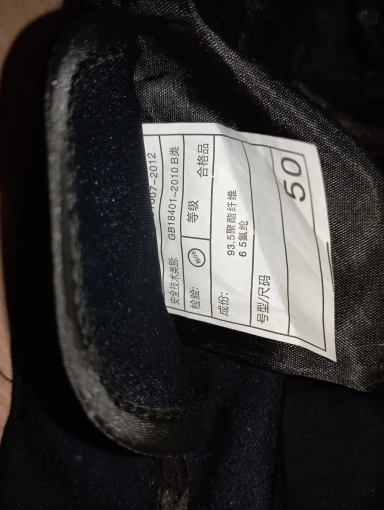 007-2012
安全技术类别: GB18401-2010 B类
检验: 等级 合格品
成份: 93.5聚酯纤维
6 5氨纶
号型/尺码 50